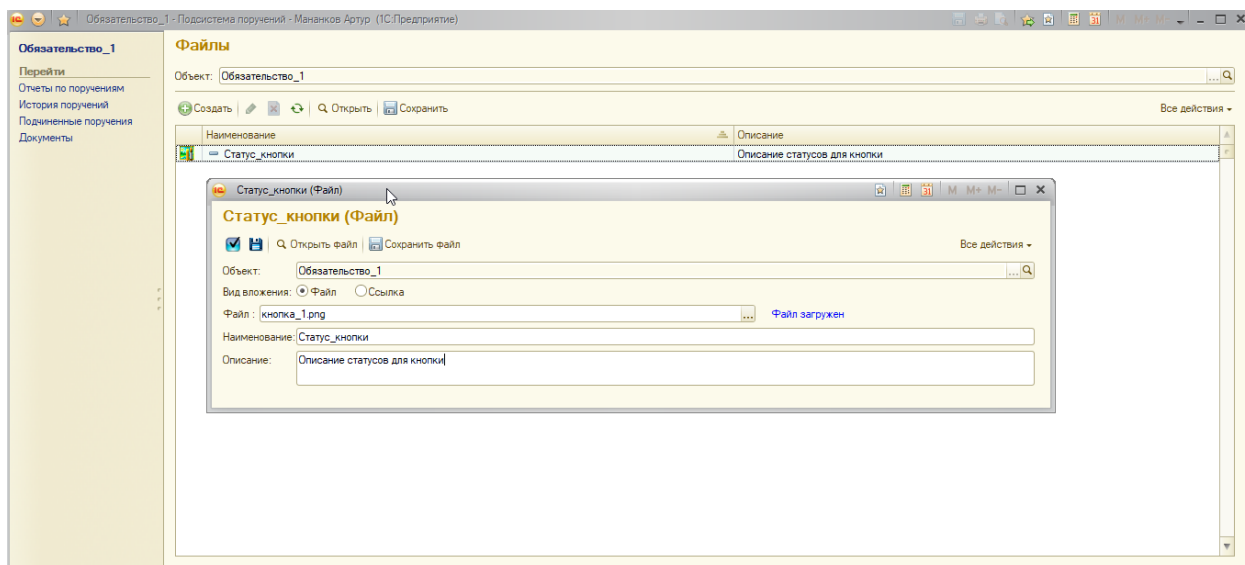 Обязательство_1 - Подсистема поручений - Мананков Артур (1С:Предприятие) M M+ M-
Обязательство_1
Перейти
Отчеты по поручениям
История поручений
Подчиненные поручения
Документы
Файлы
Объект: Обязательство_1 ...
Создать Открыть Сохранить Все действия
Наименование Описание
Статус_кнопки Описание статусов для кнопки
Статус_кнопки (Файл) 31 M M+ M-
Статус_кнопки (Файл)
Открыть файл Сохранить файл Все действия
Объект: Обязательство_1 ...
Вид вложения: Файл Ссылка
Файл : кнопка_1.png ... Файл загружен
Наименование: Статус_кнопки
Описание: Описание статусов для кнопки